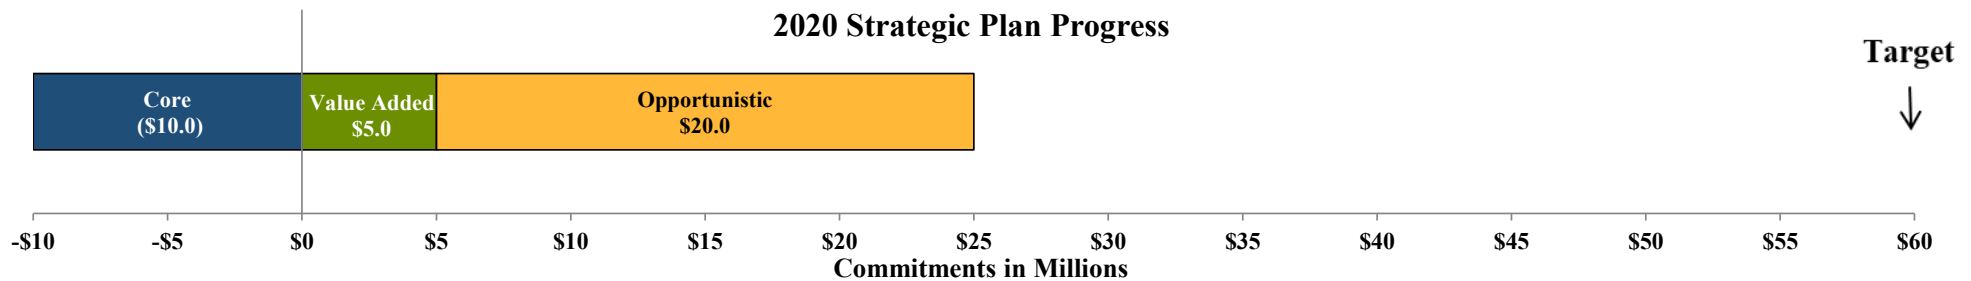 2020 Strategic Plan Progress
Target
Core
($10.0)
Value Added
$5.0
Opportunistic
$20.0
-$10 -$5 $0 $5 $10 $15 $20 $25 $30 $35 $40 $45 $50 $55 $60
Commitments in Millions